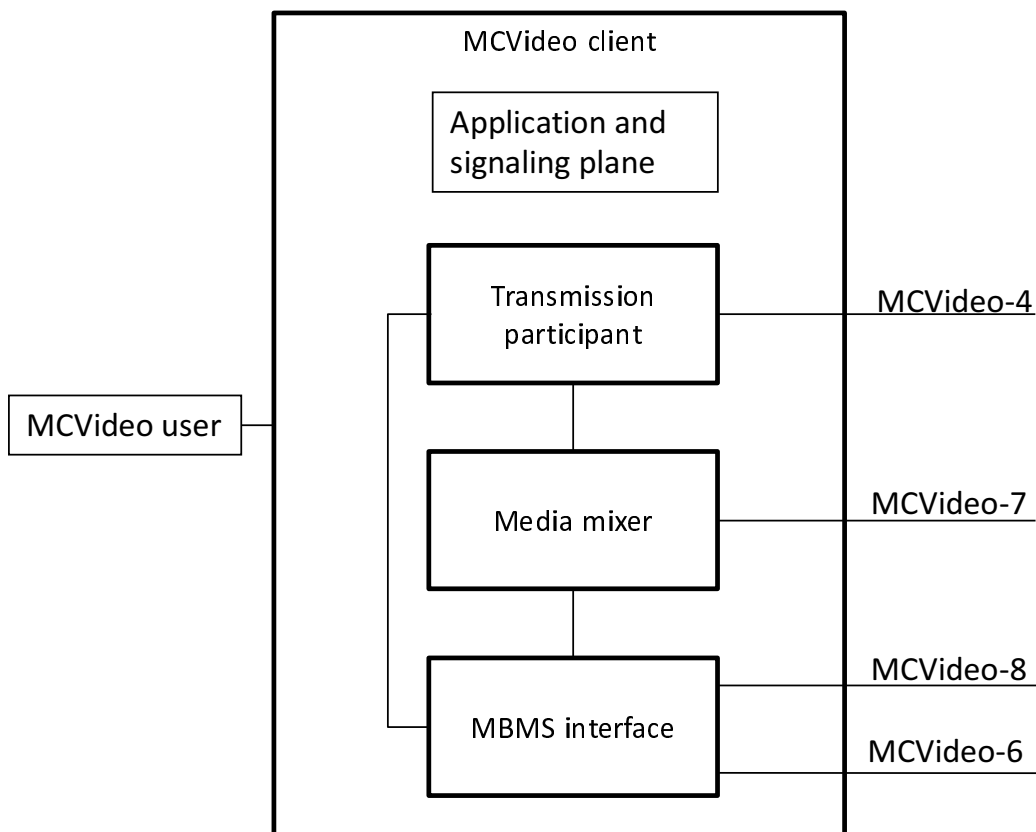 MCVideo client
Application and
signaling plane
Transmission
participant
MCVideo-4
MCVideo user
Media mixer
MCVideo-7
MBMS interface
MCVideo-8
MCVideo-6